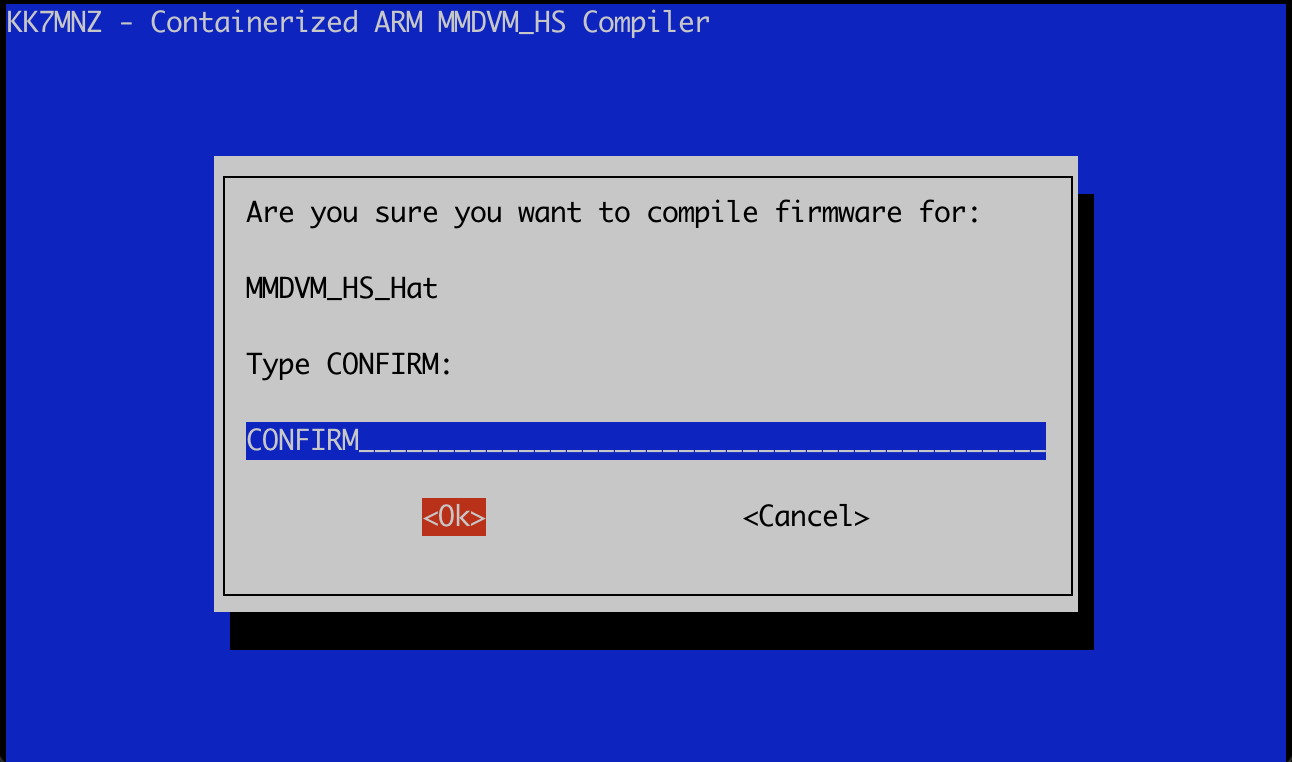 KK7MNZ - Containerized ARM MMDVM_HS Compiler
Are you sure you want to compile firmware for:
MMDVM_HS_Hat
Type CONFIRM:
CONFIRM___________________________________________
<Ok> <Cancel>